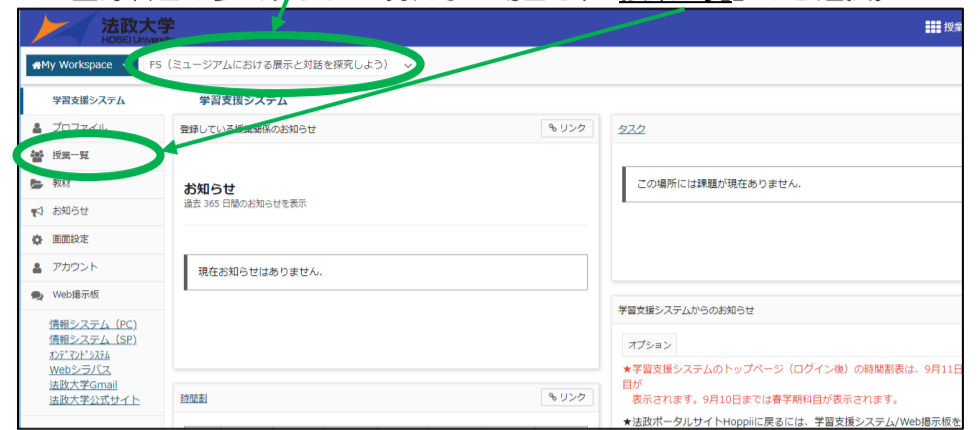 法政大学
HOSEI University
授業
My Workspace
FS（ミュージアムにおける展示と対話を探究しよう）
学習支援システム
プロファイル
授業一覧
教材
お知らせ
画面設定
アカウント
Web掲示板
情報システム（PC）
情報システム（SP）
ｵﾝﾃﾞﾏﾝﾄﾞｼｽﾃﾑ
Webシラバス
法政大学Gmail
法政大学公式サイト
学習支援システム
登録している授業関係のお知らせ
リンク
お知らせ
過去 365 日間のお知らせを表示
現在お知らせはありません.
時間割
リンク
タスク
この場所には課題が現在ありません.
学習支援システムからのお知らせ
オプション
★学習支援システムのトップページ（ログイン後）の時間割表は、9月11日
目が
表示されます。9月10日までは春学期科目が表示されます。
★法政ポータルサイトHoppiiに戻るには、学習支援システム/Web掲示板を